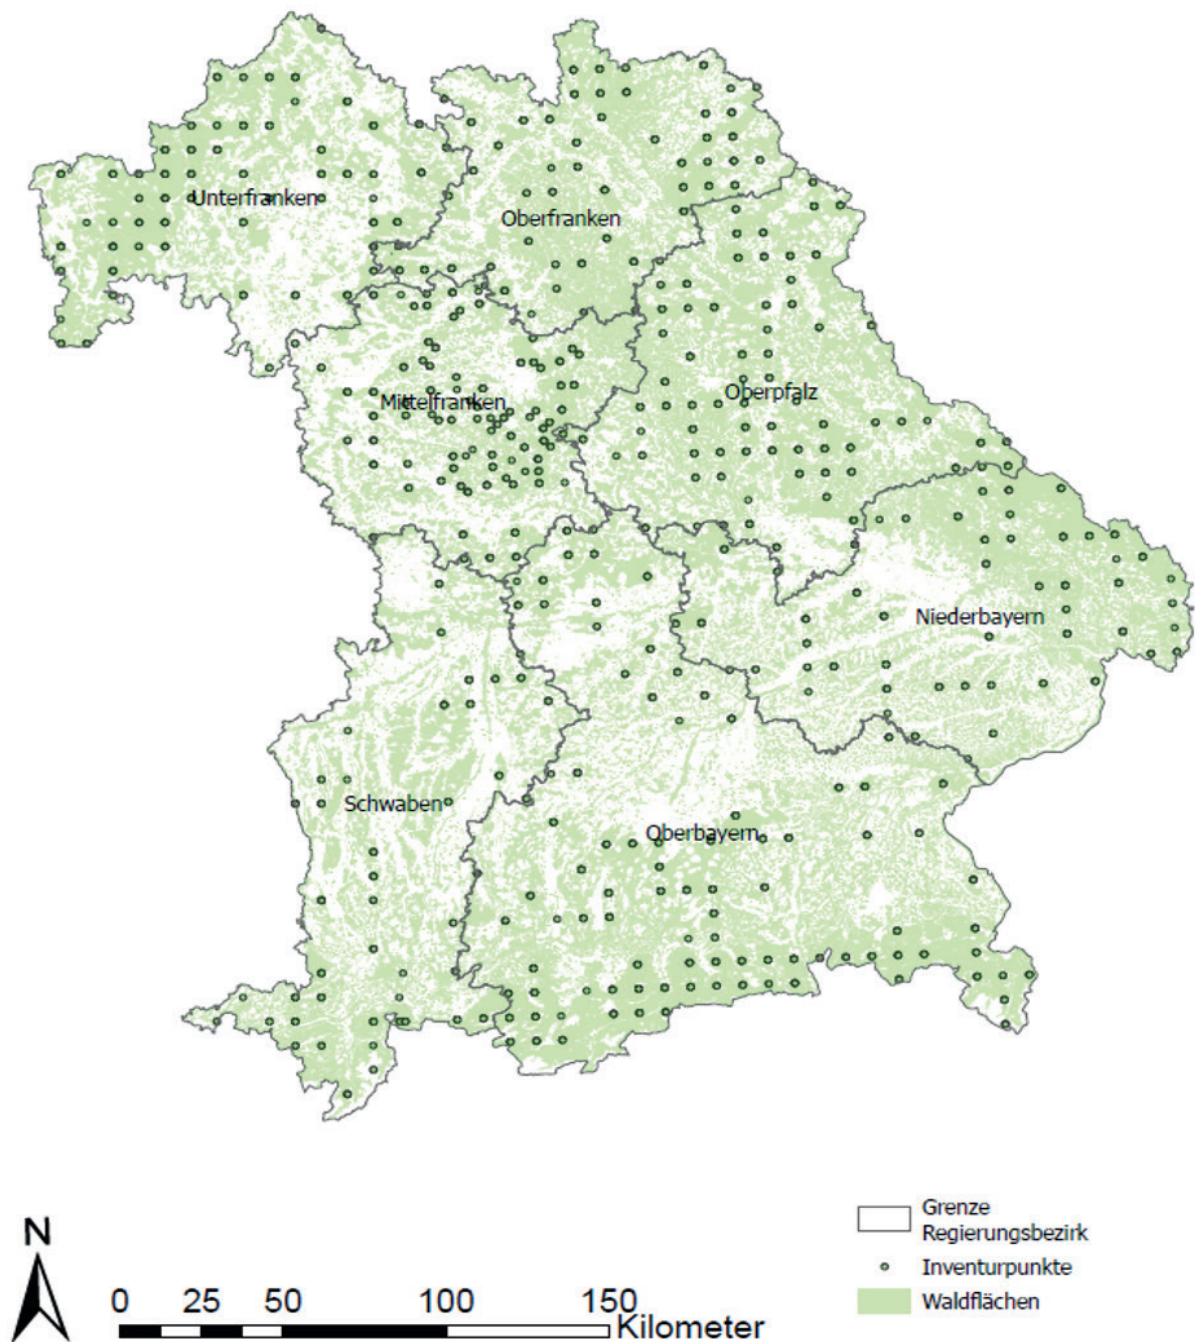 Unterfranken
Oberfranken
Mittelfranken
Oberpfalz
Niederbayern
Schwaben
Oberbayern
N
0 25 50 100 150
Kilometer
Grenze
Regierungsbezirk
Inventurpunkte
Waldflächen